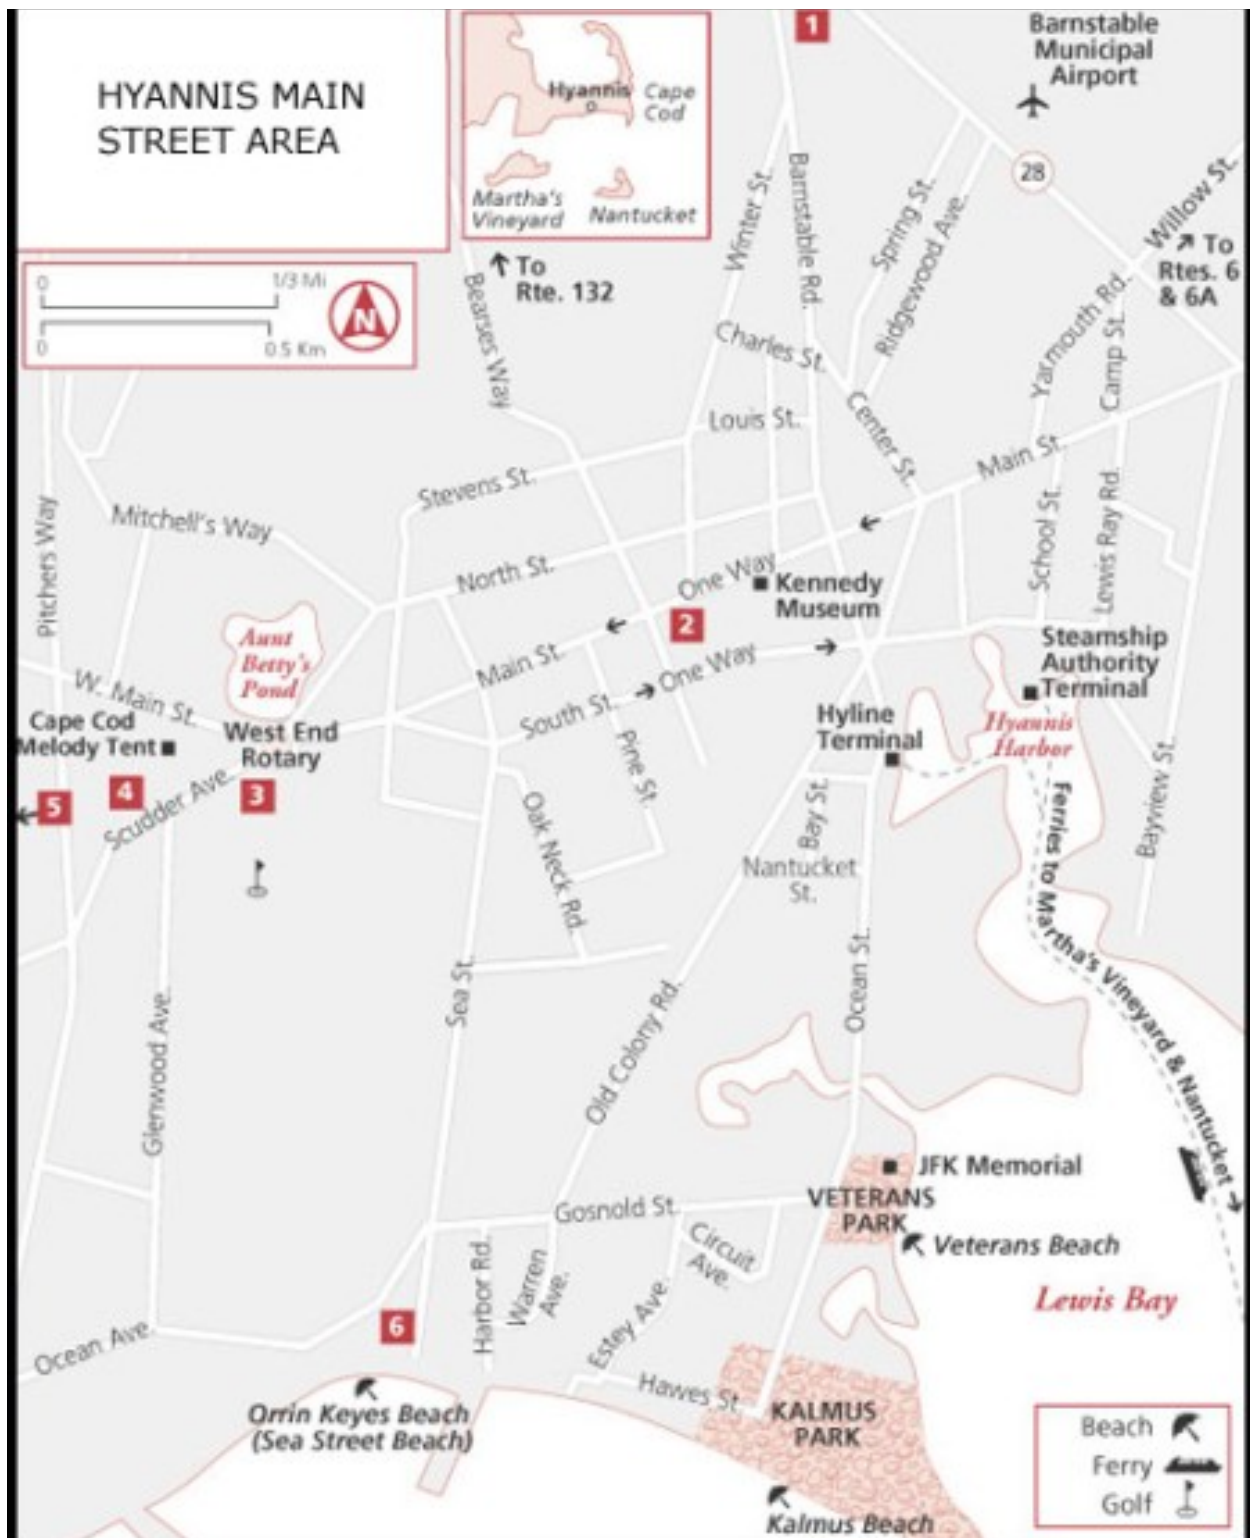 HYANNIS MAIN
STREET AREA
Hyannis
Cape
Cod
Martha's
Vineyard
Nantucket
1
Barnstable
Municipal
Airport
28
Willow St.
To
Rtes. 6
& 6A
0
1/3 Mi
0
0.5 Km
N
To
Rte. 132
Bearses Way
Winter St.
Barnstable Rd.
Spring St.
Ridgewood Ave.
Yarmouth Rd.
Camp St.
Charles St.
Louis St.
Center St.
Main St.
Stevens St.
Mitchell's Way
Pitchers Way
North St.
One Way
Kennedy
Museum
School St.
Lewis Ray Rd.
2
Aunt
Betty's
Pond
Main St.
One Way
South St.
Steamship
Authority
Terminal
W. Main St.
Cape Cod
Melody Tent
West End
Rotary
Hyline
Terminal
Hyannis
Harbor
5
4
3
Scudder Ave.
Pine St.
Oak Neck Rd.
Bay St.
Nantucket
St.
Bayview St.
Ferries to Martha's Vineyard & Nantucket
Glenwood Ave.
Sea St.
Old Colony Rd.
Ocean St.
JFK Memorial
VETERANS
PARK
Veterans Beach
Gosnold St.
Circuit
Ave.
Harbor Rd.
Warren
Ave.
Estey Ave.
Lewis Bay
6
Ocean Ave.
Hawes St.
Orrin Keyes Beach
(Sea Street Beach)
KALMUS
PARK
Kalmus Beach
Beach
Ferry
Golf